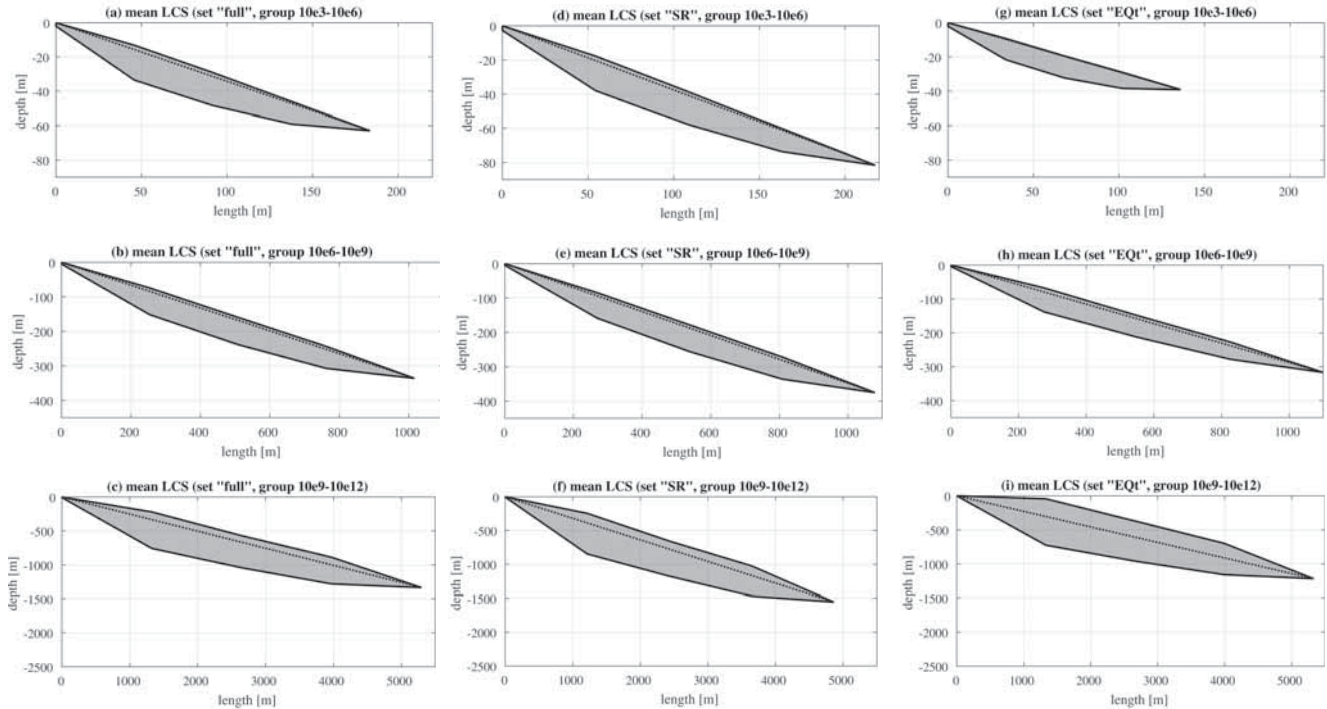 (a) mean LCS (set "full", group 10e3-10e6)
0
-20
-40
-60
-80
depth [m]
0 50 100 150 200
length [m]
(d) mean LCS (set "SR", group 10e3-10e6)
0
-20
-40
-60
-80
depth [m]
0 50 100 150 200
length [m]
(g) mean LCS (set "EQt", group 10e3-10e6)
0
-20
-40
-60
-80
depth [m]
0 50 100 150 200
length [m]
(b) mean LCS (set "full", group 10e6-10e9)
0
-100
-200
-300
-400
depth [m]
0 200 400 600 800 1000
length [m]
(e) mean LCS (set "SR", group 10e6-10e9)
0
-100
-200
-300
-400
depth [m]
0 200 400 600 800 1000
length [m]
(h) mean LCS (set "EQt", group 10e6-10e9)
0
-100
-200
-300
-400
depth [m]
0 200 400 600 800 1000
length [m]
(c) mean LCS (set "full", group 10e9-10e12)
0
-500
-1000
-1500
-2000
-2500
depth [m]
0 1000 2000 3000 4000 5000
length [m]
(f) mean LCS (set "SR", group 10e9-10e12)
0
-500
-1000
-1500
-2000
-2500
depth [m]
0 1000 2000 3000 4000 5000
length [m]
(i) mean LCS (set "EQt", group 10e9-10e12)
0
-500
-1000
-1500
-2000
-2500
depth [m]
0 1000 2000 3000 4000 5000
length [m]